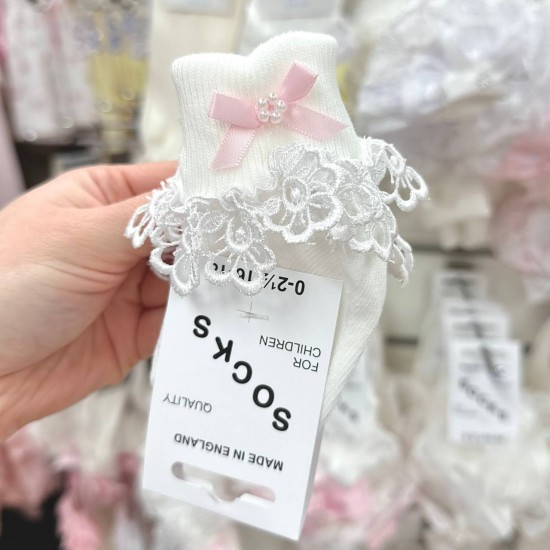 MADE IN ENGLAND
QUALITY
SOCKS
FOR
CHILDREN
0-2½